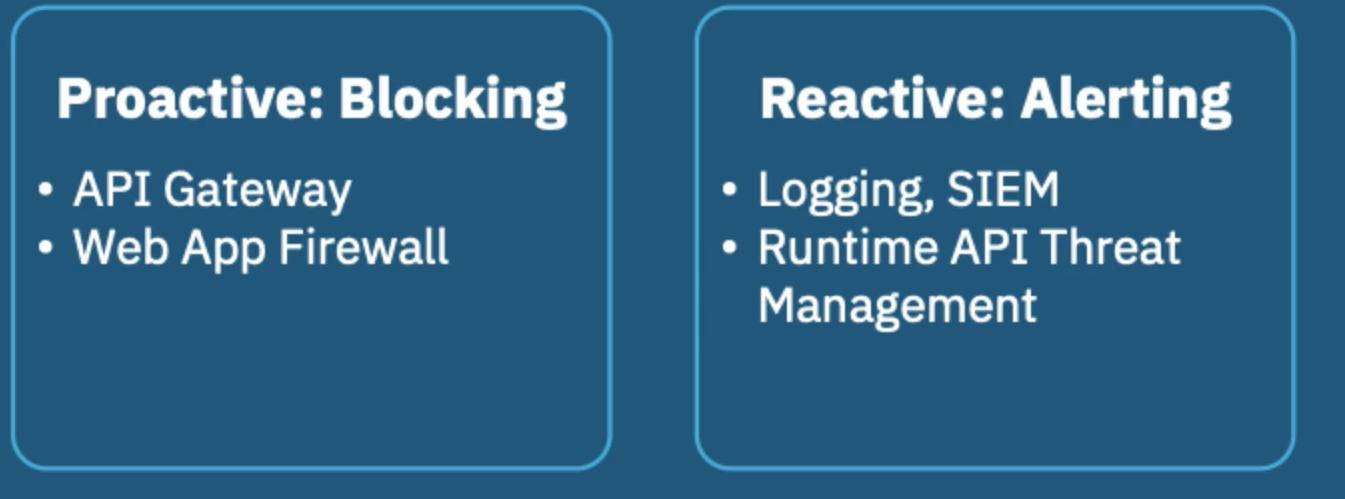 Proactive: Blocking
• API Gateway
• Web App Firewall
Reactive: Alerting
• Logging, SIEM
• Runtime API Threat
Management